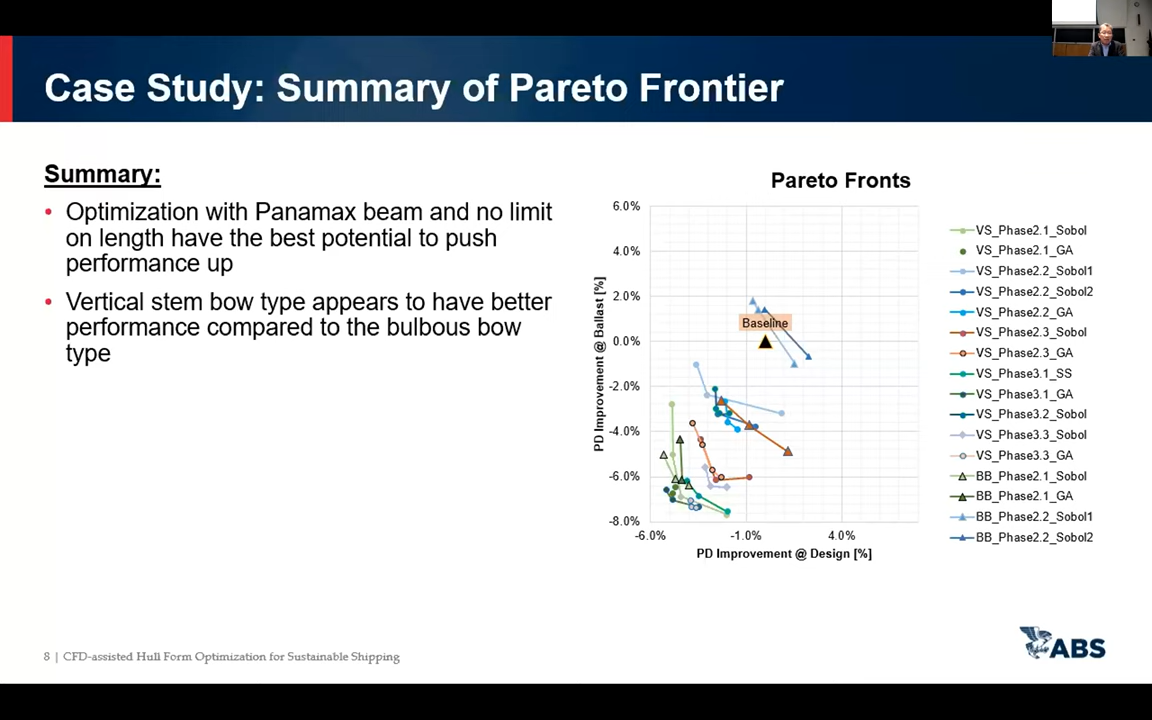 Case Study: Summary of Pareto Frontier
Summary:
• Optimization with Panamax beam and no limit
on length have the best potential to push
performance up
• Vertical stem bow type appears to have better
performance compared to the bulbous bow
type
Pareto Fronts
6.0%
4.0%
2.0%
0.0%
-2.0%
-4.0%
-6.0%
-8.0%
PD Improvement @ Ballast [%]
Baseline
-6.0%
-1.0%
4.0%
PD Improvement @ Design [%]
VS_Phase2.1_Sobol
VS_Phase2.1_GA
VS_Phase2.2_Sobol1
VS_Phase2.2_Sobol2
VS_Phase2.2_GA
VS_Phase2.3_Sobol
VS_Phase2.3_GA
VS_Phase3.1_SS
VS_Phase3.1_GA
VS_Phase3.2_Sobol
VS_Phase3.3_Sobol
VS_Phase3.3_GA
BB_Phase2.1_Sobol
BB_Phase2.1_GA
BB_Phase2.2_Sobol1
BB_Phase2.2_Sobol2
8 | CFD-assisted Hull Form Optimization for Sustainable Shipping
ABS